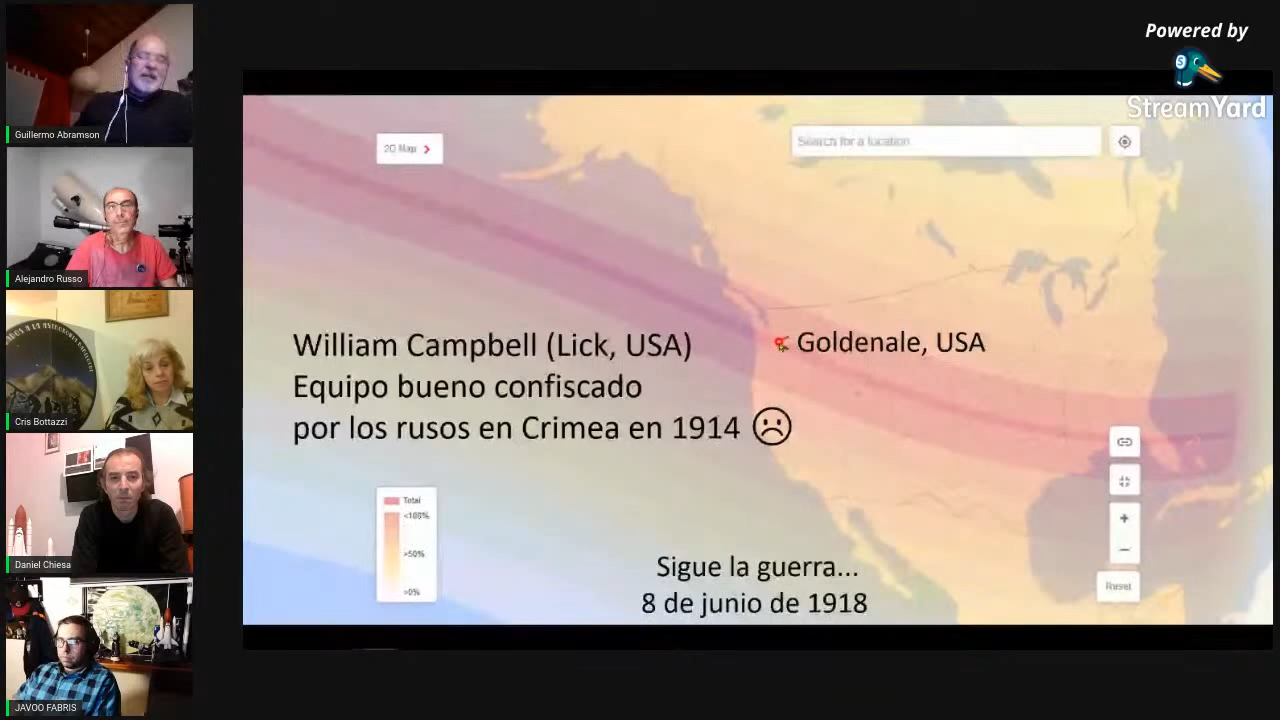 Powered by
StreamYard
Guillermo Abramson
Alejandro Russo
Cris Bottazzi
Daniel Chiesa
JAVOO FABRIS
Search for a location
William Campbell (Lick, USA)
Equipo bueno confiscado
por los rusos en Crimea en 1914
Goldenale, USA
Total
<100%
>50%
>0%
Reset
Sigue la guerra...
8 de junio de 1918